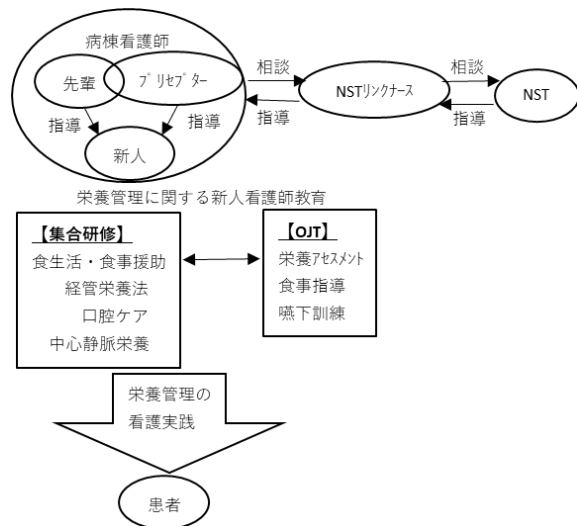 病棟看護師
先輩
プリセプター
指導
指導
新人
相談
指導
NSTリンクナース
相談
指導
NST
栄養管理に関する新人看護師教育
【集合研修】
食生活・食事援助
経管栄養法
口腔ケア
中心静脈栄養
【OJT】
栄養アセスメント
食事指導
嚥下訓練
栄養管理の
看護実践
患者